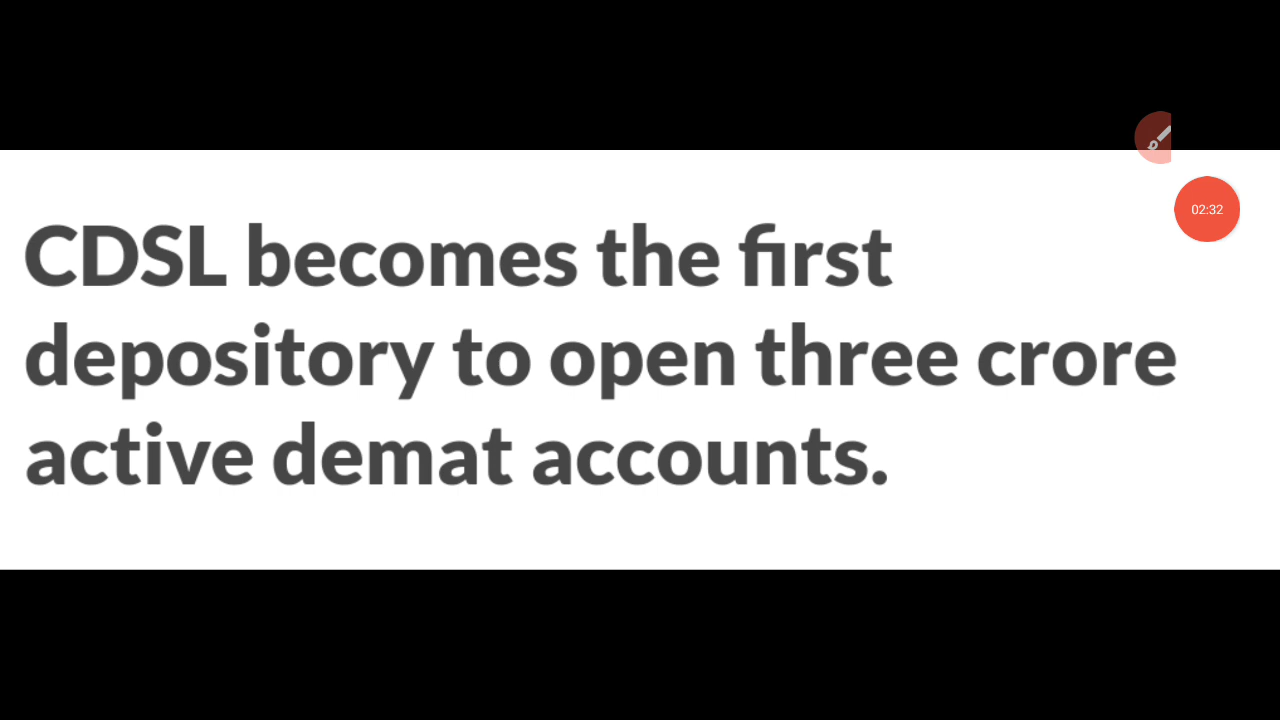 02:32
CDSL becomes the first
depository to open three crore
active demat accounts.